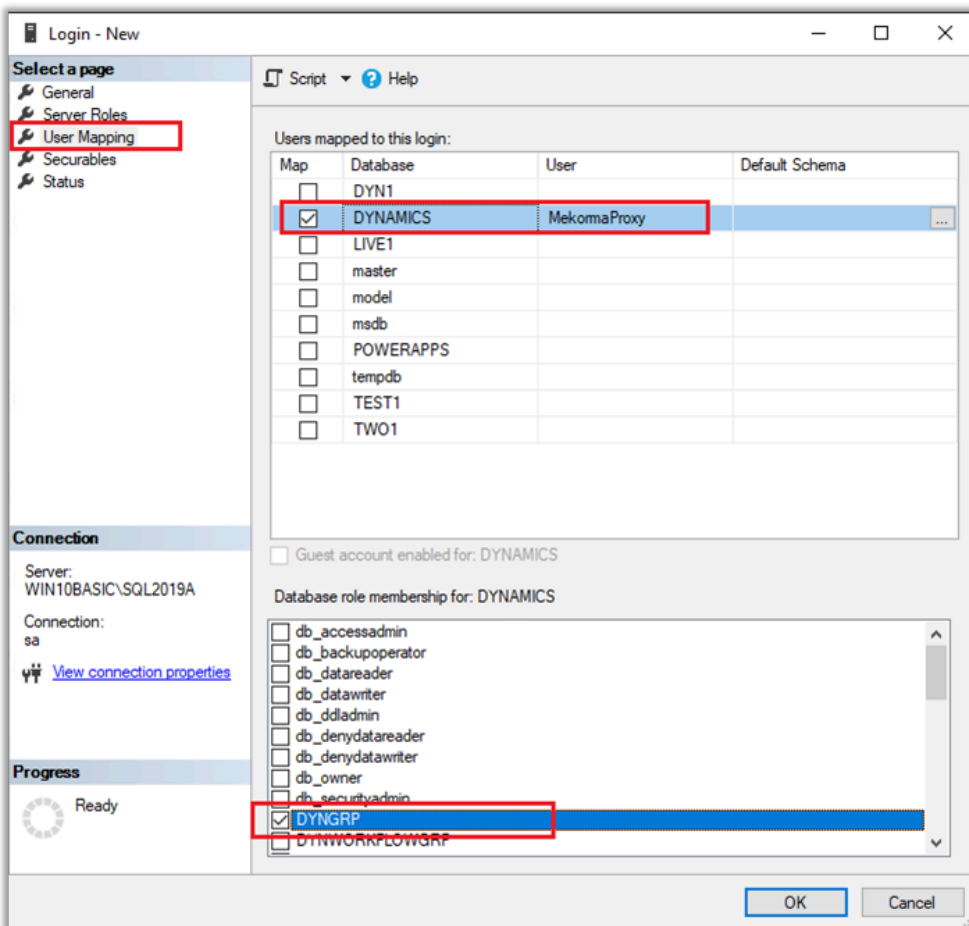 Login - New
Select a page
General
Server Roles
User Mapping
Securables
Status
Script Help
Users mapped to this login:
Map Database User Default Schema
DYN1
DYNAMICS MekormaProxy ...
LIVE1
master
model
msdb
POWERAPPS
tempdb
TEST1
TWO1
Guest account enabled for: DYNAMICS
Database role membership for: DYNAMICS
db_accessadmin
db_backupoperator
db_datareader
db_datawriter
db_ddladmin
db_denydatareader
db_denydatawriter
db_owner
db_securityadmin
DYNGRP
DYNWORKFLOWGRP
Connection
Server:
WIN10BASIC\SQL2019A
Connection:
sa
View connection properties
Progress
Ready
OK Cancel